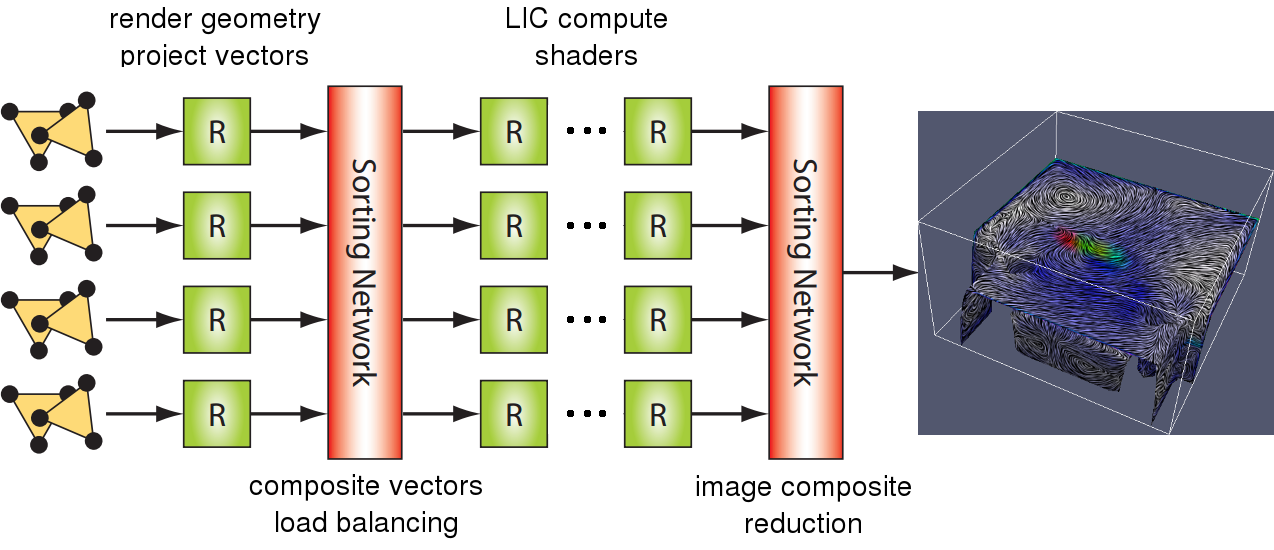 render geometry
project vectors
LIC compute
shaders
R
R
R
R
R
R
R
R
R
R
R
R
Sorting Network
Sorting Network
composite vectors
load balancing
image composite
reduction